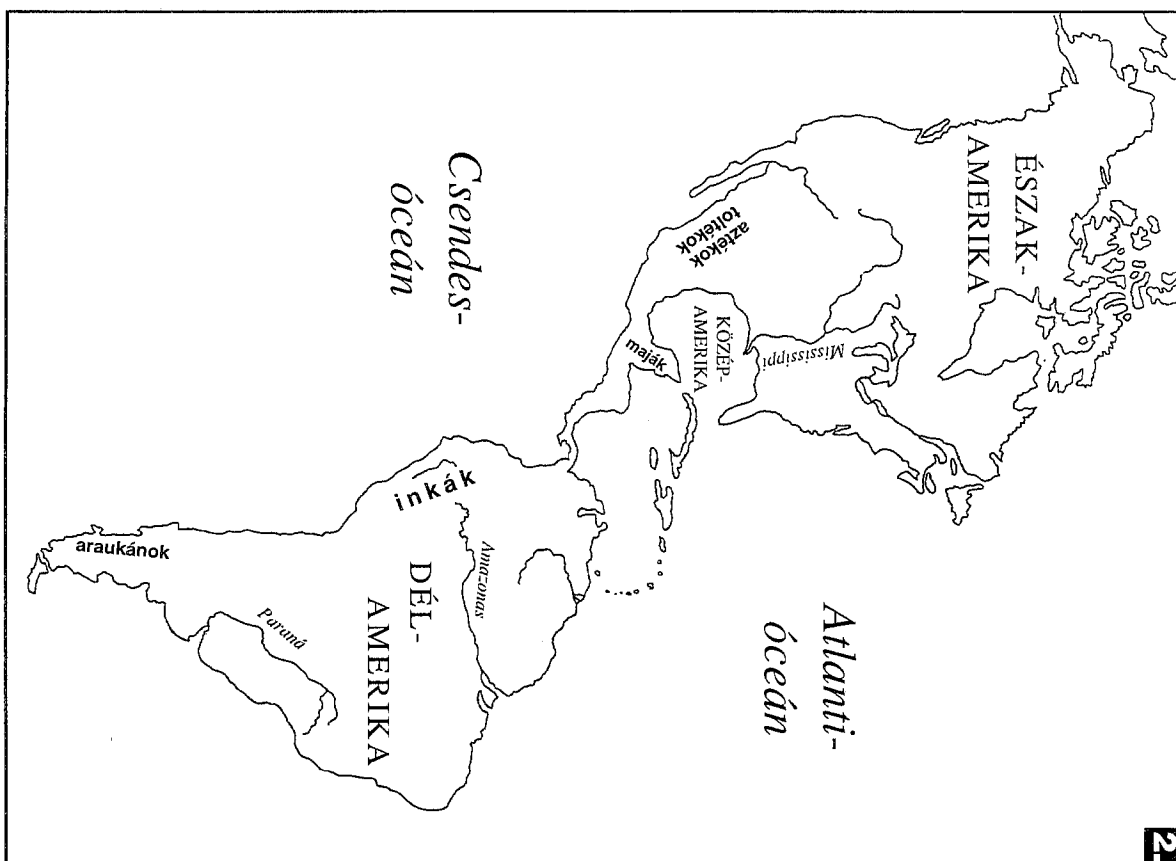 ÉSZAK-
AMERIKA
Csendes-
óceán
aztékok
toltékok
KÖZÉP-
AMERIKA
Mississippi
maják
Atlanti-
óceán
inkák
Amazonas
DÉL-
AMERIKA
Paraná
araukánok